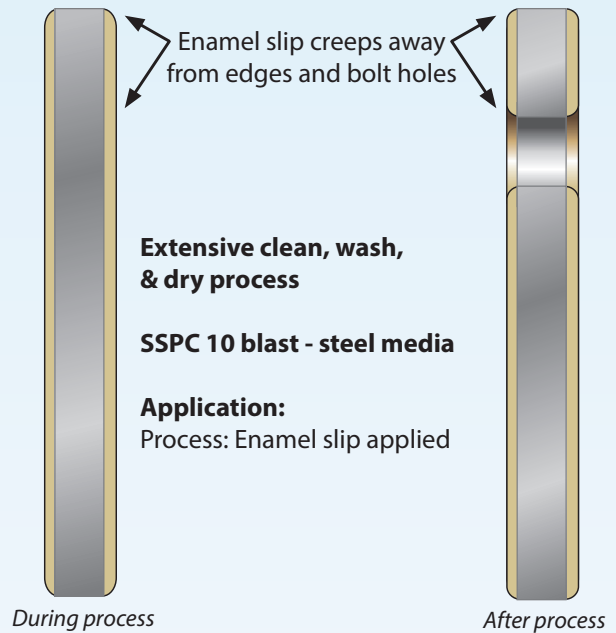 Enamel slip creeps away
from edges and bolt holes
Extensive clean, wash,
& dry process
SSPC 10 blast - steel media
Application:
Process: Enamel slip applied
During process
After process